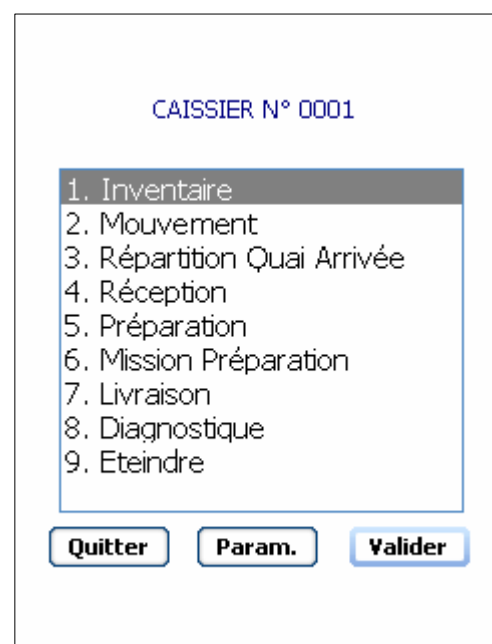 CAISSIER N° 0001
1. Inventaire
2. Mouvement
3. Répartition Quai Arrivée
4. Réception
5. Préparation
6. Mission Préparation
7. Livraison
8. Diagnostique
9. Eteindre
Quitter Param. Valider